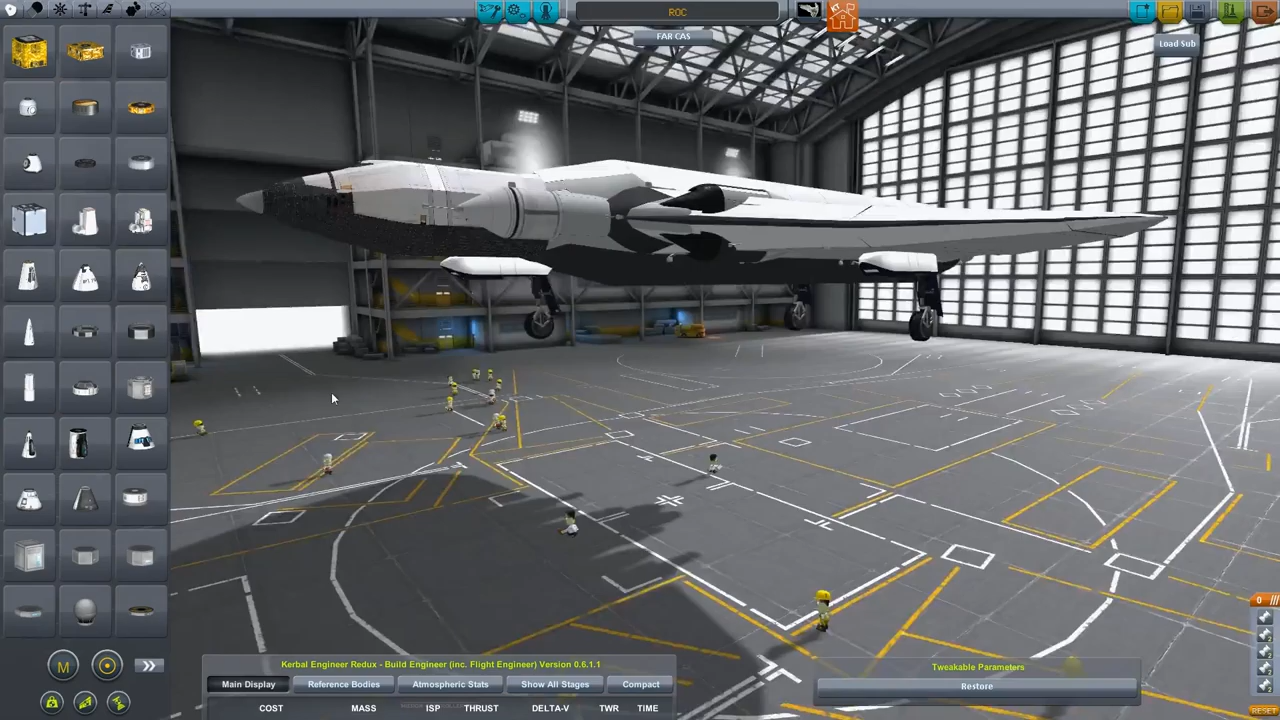 ROC
FAR CAS
Load Sub
M
0
Kerbal Engineer Redux - Build Engineer (inc. Flight Engineer) Version 0.6.1.1
Main Display Reference Bodies Atmospheric Stats Show All Stages Compact
COST MASS ISP THRUST DELTA-V TWR TIME
Tweakable Parameters
Restore
RESET